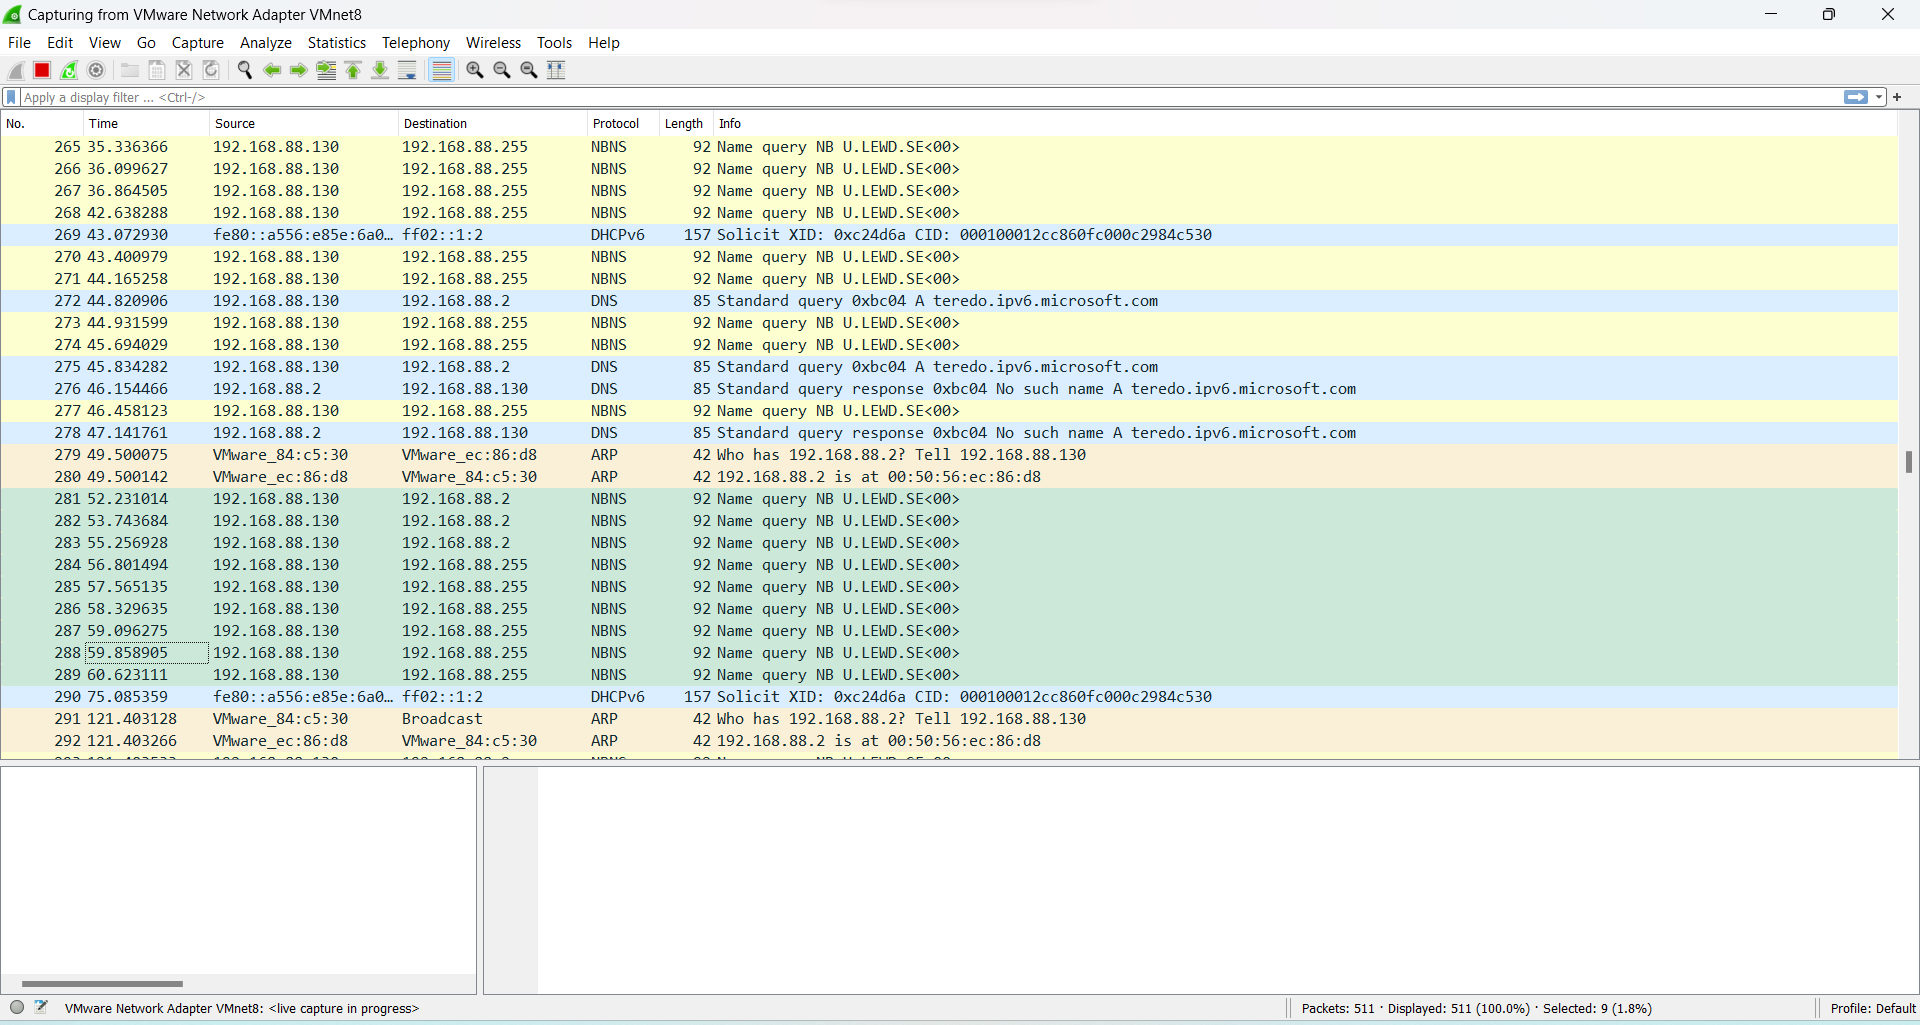 Capturing from VMware Network Adapter VMnet8
File Edit View Go Capture Analyze Statistics Telephony Wireless Tools Help
Apply a display filter ... <Ctrl-/>
No. Time Source Destination Protocol Length Info
265 35.336366 192.168.88.130 192.168.88.255 NBNS 92 Name query NB U.LEWD.SE<00>
266 36.099627 192.168.88.130 192.168.88.255 NBNS 92 Name query NB U.LEWD.SE<00>
267 36.864505 192.168.88.130 192.168.88.255 NBNS 92 Name query NB U.LEWD.SE<00>
268 42.638288 192.168.88.130 192.168.88.255 NBNS 92 Name query NB U.LEWD.SE<00>
269 43.072930 fe80::a556:e85e:6a0… ff02::1:2 DHCPv6 157 Solicit XID: 0xc24d6a CID: 000100012cc860fc000c2984c530
270 43.400979 192.168.88.130 192.168.88.255 NBNS 92 Name query NB U.LEWD.SE<00>
271 44.165258 192.168.88.130 192.168.88.255 NBNS 92 Name query NB U.LEWD.SE<00>
272 44.820906 192.168.88.130 192.168.88.2 DNS 85 Standard query 0xbc04 A teredo.ipv6.microsoft.com
273 44.931599 192.168.88.130 192.168.88.255 NBNS 92 Name query NB U.LEWD.SE<00>
274 45.694029 192.168.88.130 192.168.88.255 NBNS 92 Name query NB U.LEWD.SE<00>
275 45.834282 192.168.88.130 192.168.88.2 DNS 85 Standard query 0xbc04 A teredo.ipv6.microsoft.com
276 46.154466 192.168.88.2 192.168.88.130 DNS 85 Standard query response 0xbc04 No such name A teredo.ipv6.microsoft.com
277 46.458123 192.168.88.130 192.168.88.255 NBNS 92 Name query NB U.LEWD.SE<00>
278 47.141761 192.168.88.2 192.168.88.130 DNS 85 Standard query response 0xbc04 No such name A teredo.ipv6.microsoft.com
279 49.500075 VMware_84:c5:30 VMware_ec:86:d8 ARP 42 Who has 192.168.88.2? Tell 192.168.88.130
280 49.500142 VMware_ec:86:d8 VMware_84:c5:30 ARP 42 192.168.88.2 is at 00:50:56:ec:86:d8
281 52.231014 192.168.88.130 192.168.88.2 NBNS 92 Name query NB U.LEWD.SE<00>
282 53.743684 192.168.88.130 192.168.88.2 NBNS 92 Name query NB U.LEWD.SE<00>
283 55.256928 192.168.88.130 192.168.88.2 NBNS 92 Name query NB U.LEWD.SE<00>
284 56.801494 192.168.88.130 192.168.88.255 NBNS 92 Name query NB U.LEWD.SE<00>
285 57.565135 192.168.88.130 192.168.88.255 NBNS 92 Name query NB U.LEWD.SE<00>
286 58.329635 192.168.88.130 192.168.88.255 NBNS 92 Name query NB U.LEWD.SE<00>
287 59.096275 192.168.88.130 192.168.88.255 NBNS 92 Name query NB U.LEWD.SE<00>
288 59.858905 192.168.88.130 192.168.88.255 NBNS 92 Name query NB U.LEWD.SE<00>
289 60.623111 192.168.88.130 192.168.88.255 NBNS 92 Name query NB U.LEWD.SE<00>
290 75.085359 fe80::a556:e85e:6a0… ff02::1:2 DHCPv6 157 Solicit XID: 0xc24d6a CID: 000100012cc860fc000c2984c530
291 121.403128 VMware_84:c5:30 Broadcast ARP 42 Who has 192.168.88.2? Tell 192.168.88.130
292 121.403266 VMware_ec:86:d8 VMware_84:c5:30 ARP 42 192.168.88.2 is at 00:50:56:ec:86:d8
VMware Network Adapter VMnet8: <live capture in progress> Packets: 511 · Displayed: 511 (100.0%) · Selected: 9 (1.8%) Profile: Default